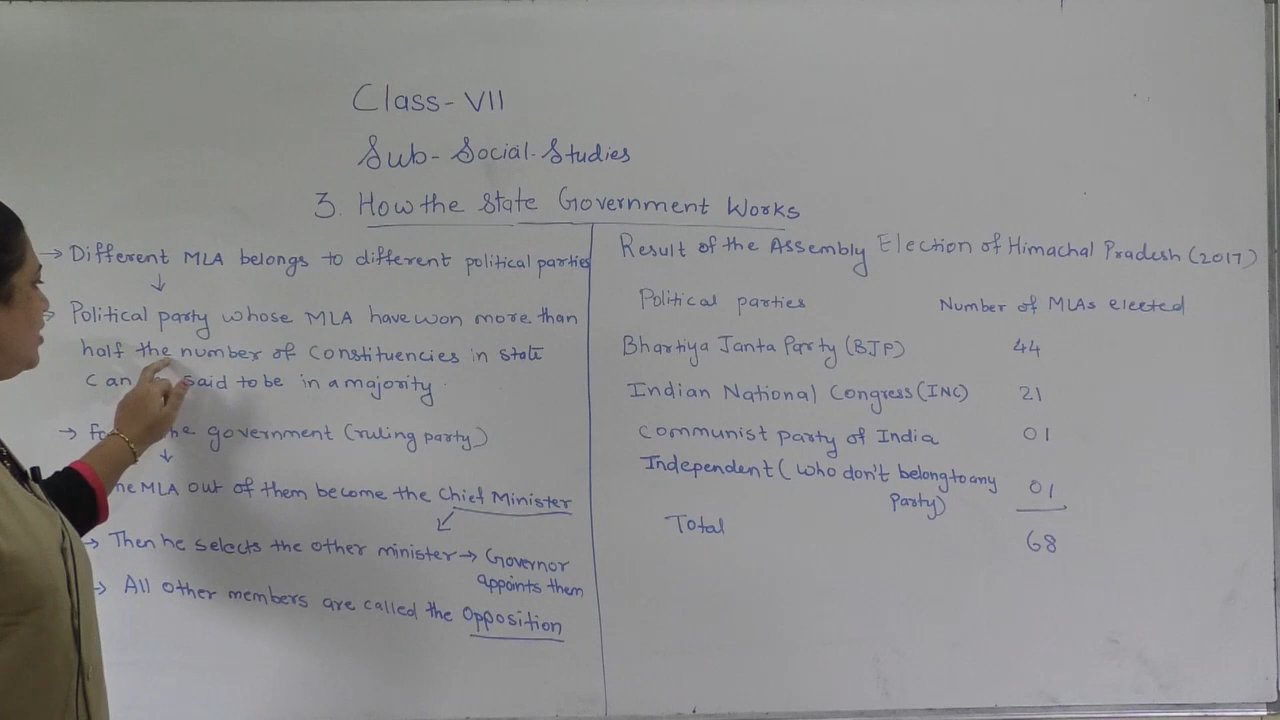 Class - VII
Sub - Social - Studies
3. How the State Government Works
→ Different MLA belongs to different political parties
↓
→ Political party whose MLA have won more than
half the number of constituencies in state
can said to be in a majority.
→ government (ruling party)
↓
MLA out of them become the Chief Minister
→ Then he selects the other minister → Governor
appoints them
→ All other members are called the Opposition
Result of the Assembly Election of Himachal Pradesh (2017)
Political parties Number of MLAs elected
Bhartiya Janta Party (BJP) 44
Indian National Congress (INC) 21
Communist party of India 01
Independent (who don't belong to any
Party) 01
Total 68